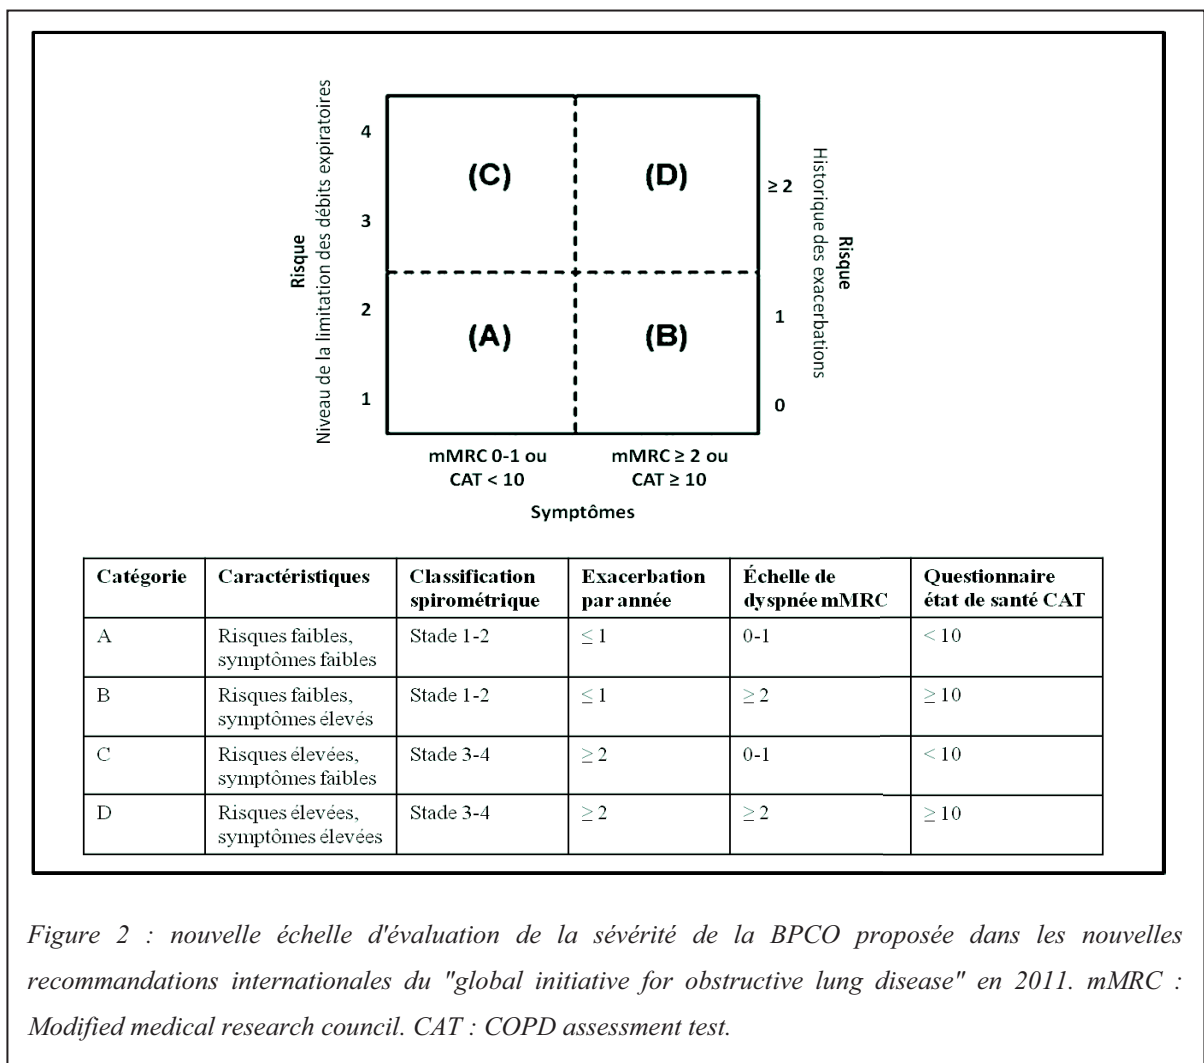 Risque
Niveau de la limitation des débits expiratoires
4
3
2
1
(C)
(D)
(A)
(B)
≥ 2
1
0
Historique des exacerbations
Risque
mMRC 0-1 ou
CAT < 10
mMRC ≥ 2 ou
CAT ≥ 10
Symptômes
Catégorie Caractéristiques Classification spirométrique Exacerbation par année Échelle de dyspnée mMRC Questionnaire état de santé CAT
A Risques faibles, symptômes faibles Stade 1-2 ≤ 1 0-1 < 10
B Risques faibles, symptômes élevés Stade 1-2 ≤ 1 ≥ 2 ≥ 10
C Risques élevées, symptômes faibles Stade 3-4 ≥ 2 0-1 < 10
D Risques élevées, symptômes élevées Stade 3-4 ≥ 2 ≥ 2 ≥ 10
Figure 2 : nouvelle échelle d'évaluation de la sévérité de la BPCO proposée dans les nouvelles
recommandations internationales du "global initiative for obstructive lung disease" en 2011. mMRC :
Modified medical research council. CAT : COPD assessment test.